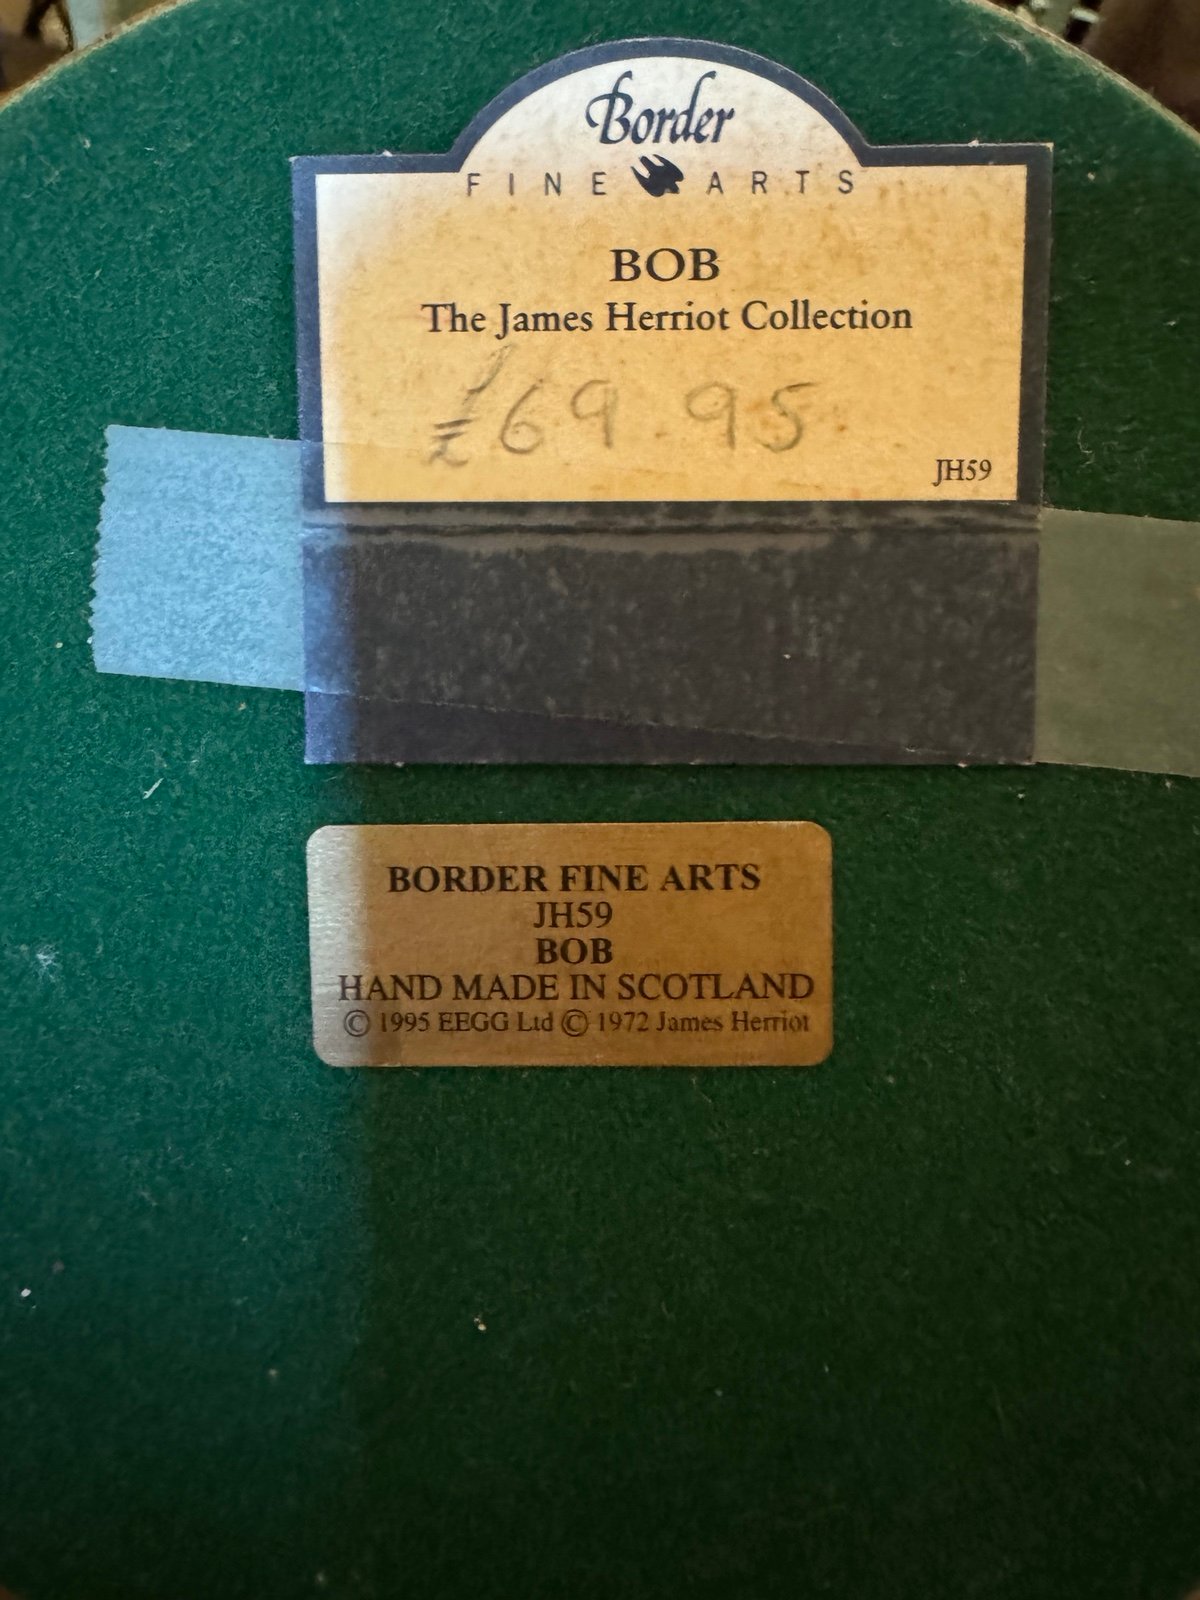 Border
FINE ARTS
BOB
The James Herriot Collection
£69.95
JH59
BORDER FINE ARTS
JH59
BOB
HAND MADE IN SCOTLAND
© 1995 EEGG Ltd © 1972 James Herriot